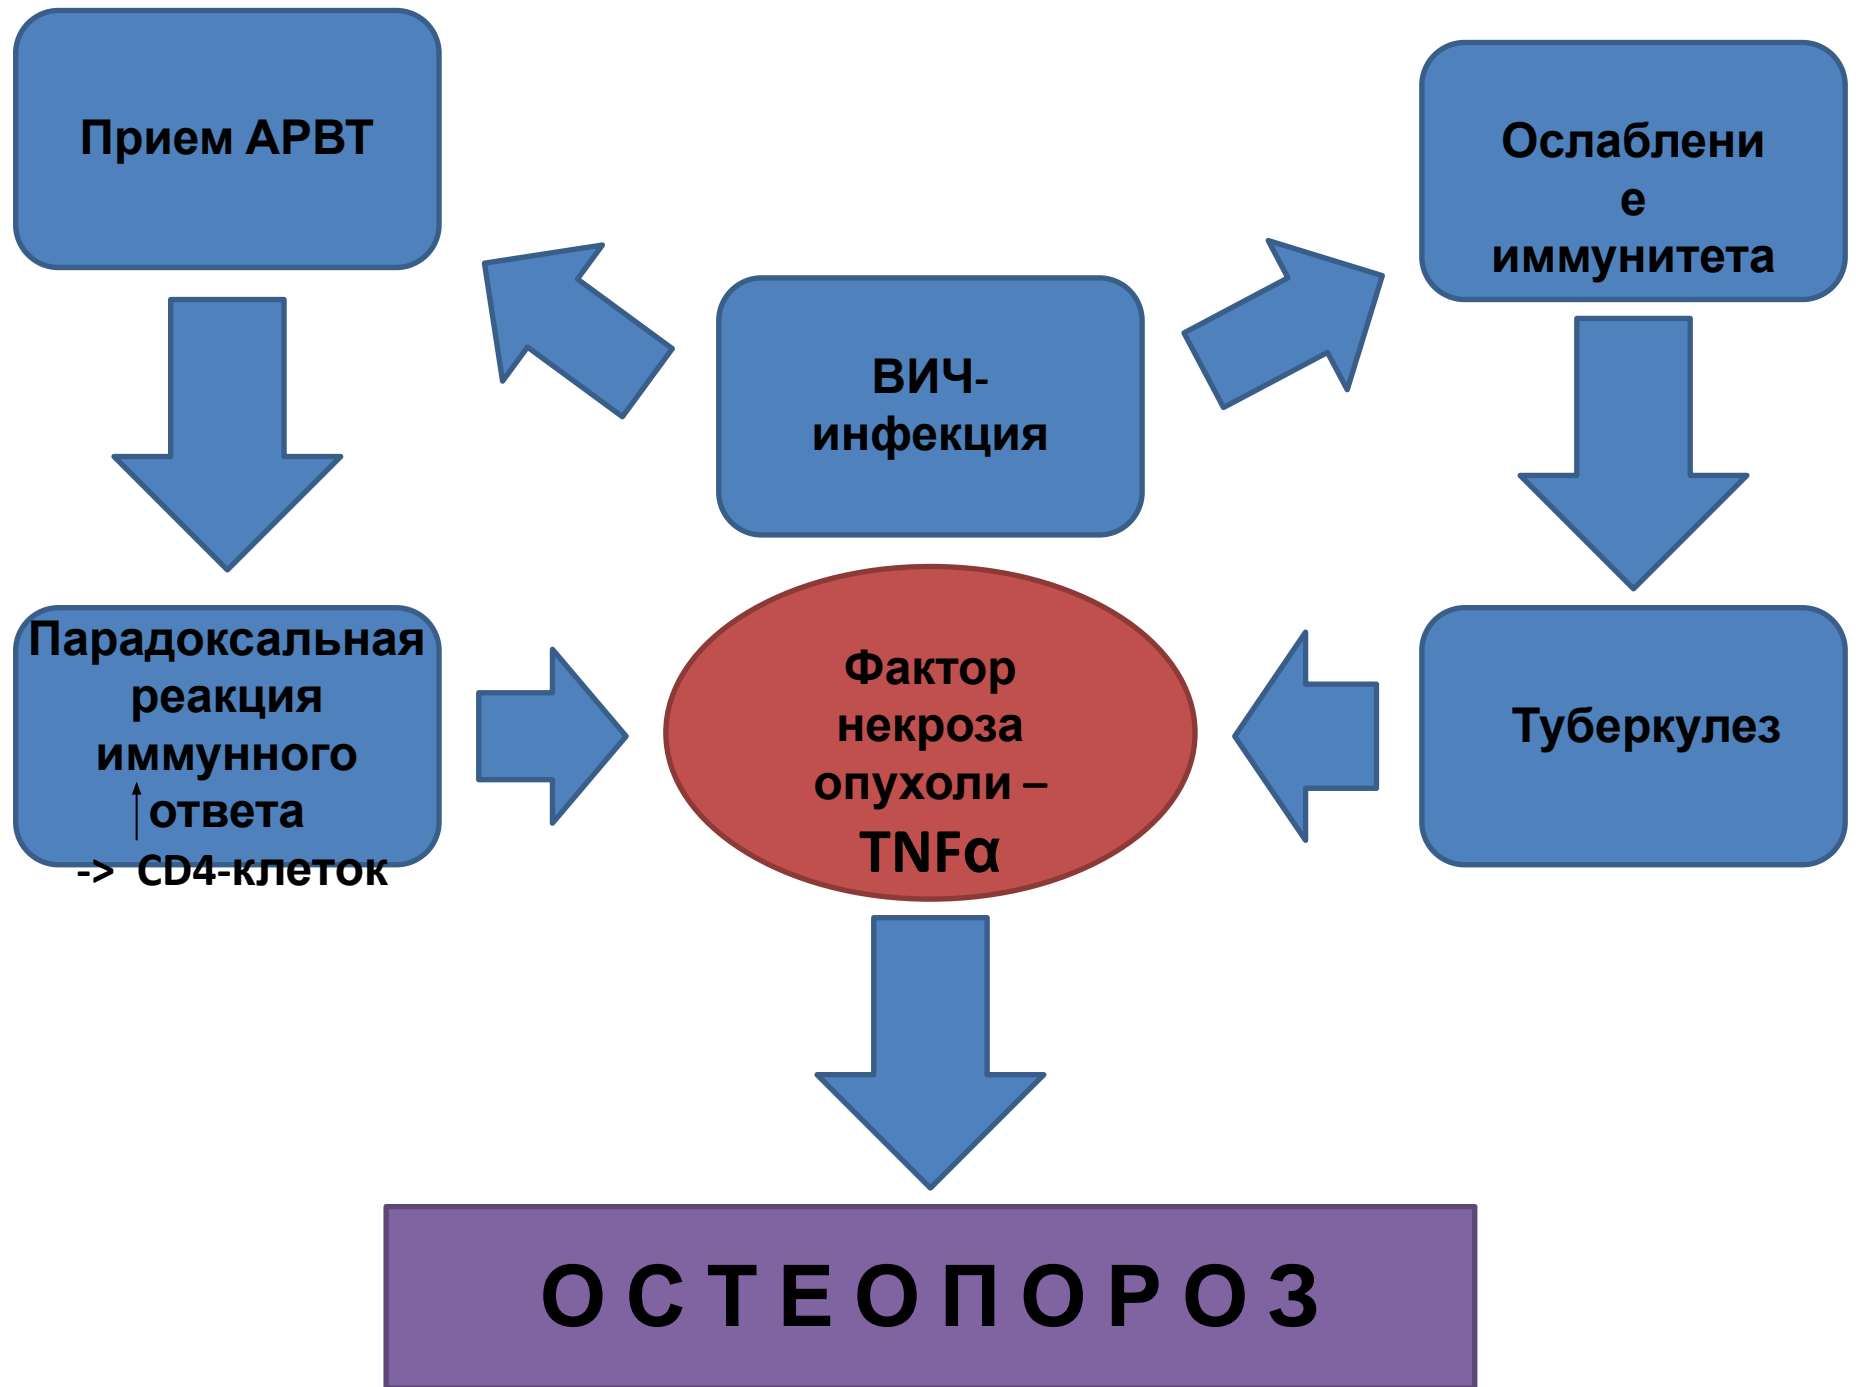 Прием АРВТ
Ослаблени
е
иммунитета
ВИЧ-
инфекция
Парадоксальная
реакция
иммунного
↑ответа
-> CD4-клеток
Фактор
некроза
опухоли –
TNFα
Туберкулез
О С Т Е О П О Р О З